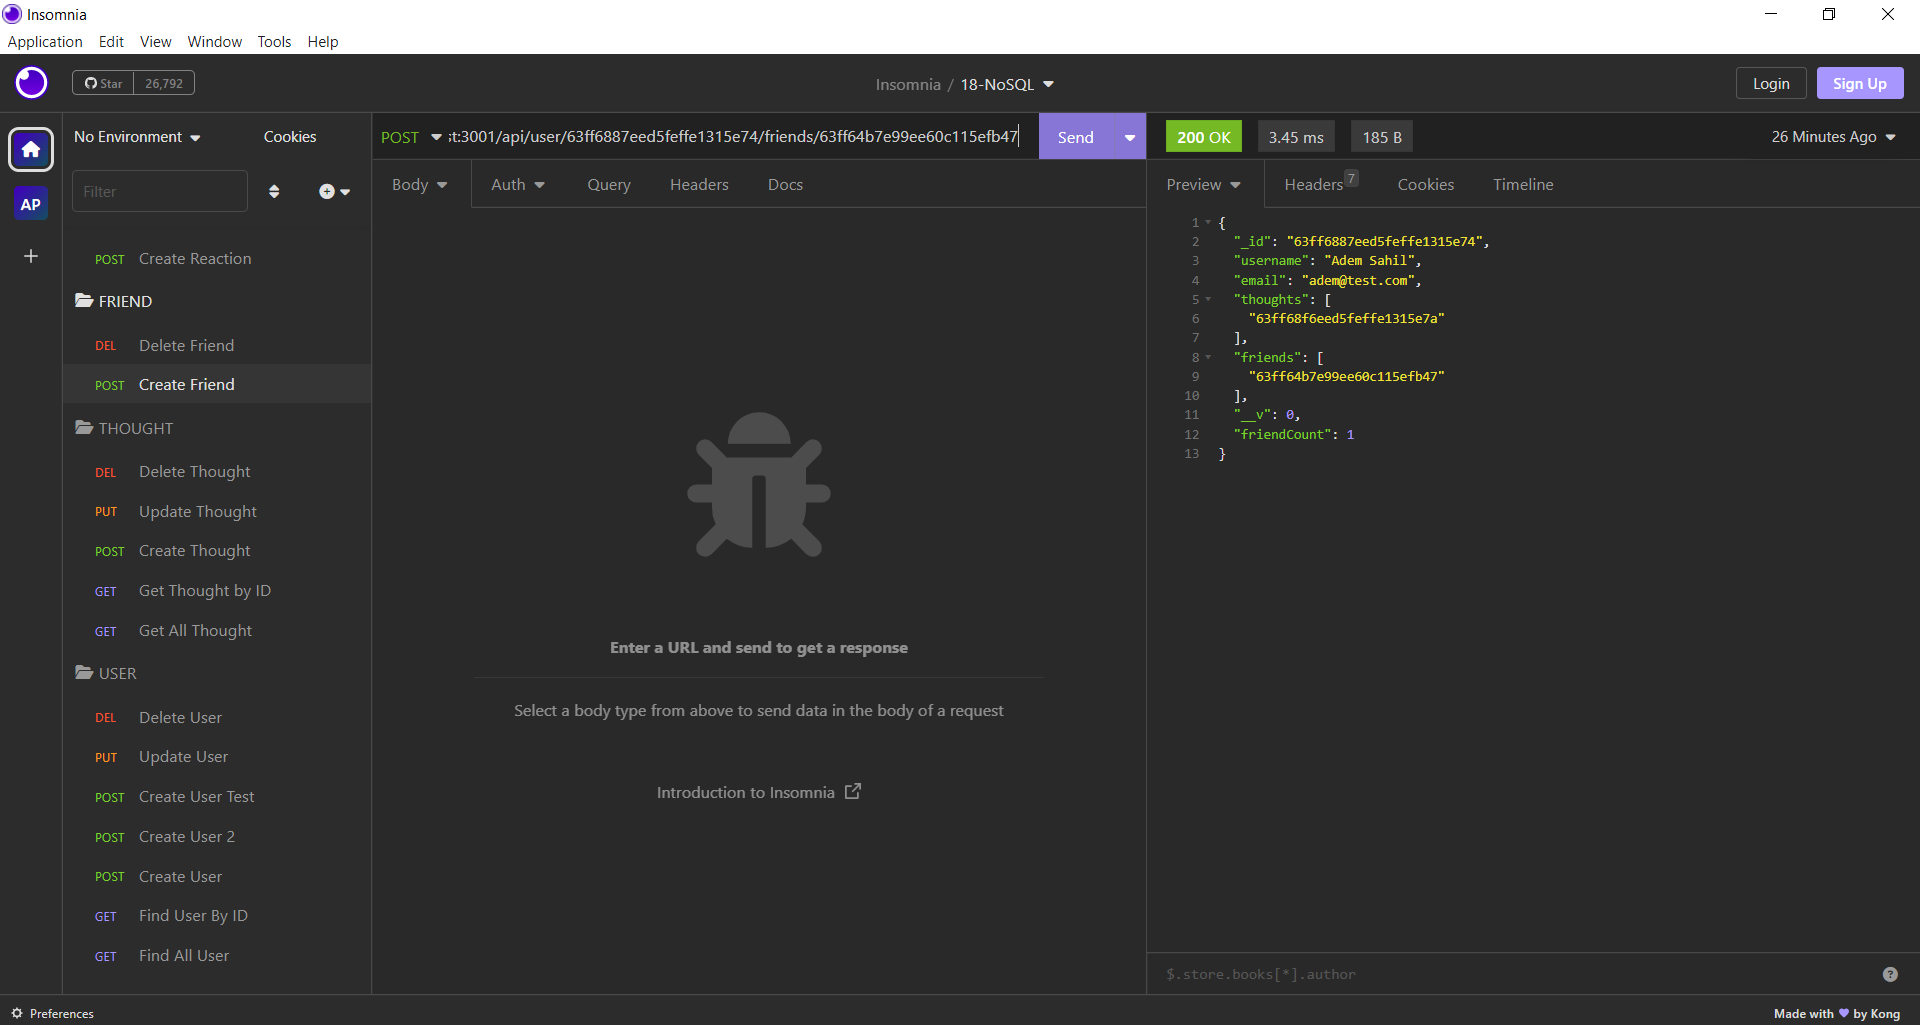 Insomnia
Application Edit View Window Tools Help
Star 26,792
Insomnia / 18-NoSQL
Login Sign Up
AP
No Environment Cookies
Filter
POST Create Reaction
FRIEND
DEL Delete Friend
POST Create Friend
THOUGHT
DEL Delete Thought
PUT Update Thought
POST Create Thought
GET Get Thought by ID
GET Get All Thought
USER
DEL Delete User
PUT Update User
POST Create User Test
POST Create User 2
POST Create User
GET Find User By ID
GET Find All User
POST :t:3001/api/user/63ff6887eed5feffe1315e74/friends/63ff64b7e99ee60c115efb47 Send
Body Auth Query Headers Docs
Enter a URL and send to get a response
Select a body type from above to send data in the body of a request
Introduction to Insomnia
200 OK 3.45 ms 185 B 26 Minutes Ago
Preview Headers 7 Cookies Timeline
1 {
2 "_id": "63ff6887eed5feffe1315e74",
3 "username": "Adem Sahil",
4 "email": "adem@test.com",
5 "thoughts": [
6 "63ff68f6eed5feffe1315e7a"
7 ],
8 "friends": [
9 "63ff64b7e99ee60c115efb47"
10 ],
11 "__v": 0,
12 "friendCount": 1
13 }
$.store.books[*].author ?
Preferences
Made with by Kong